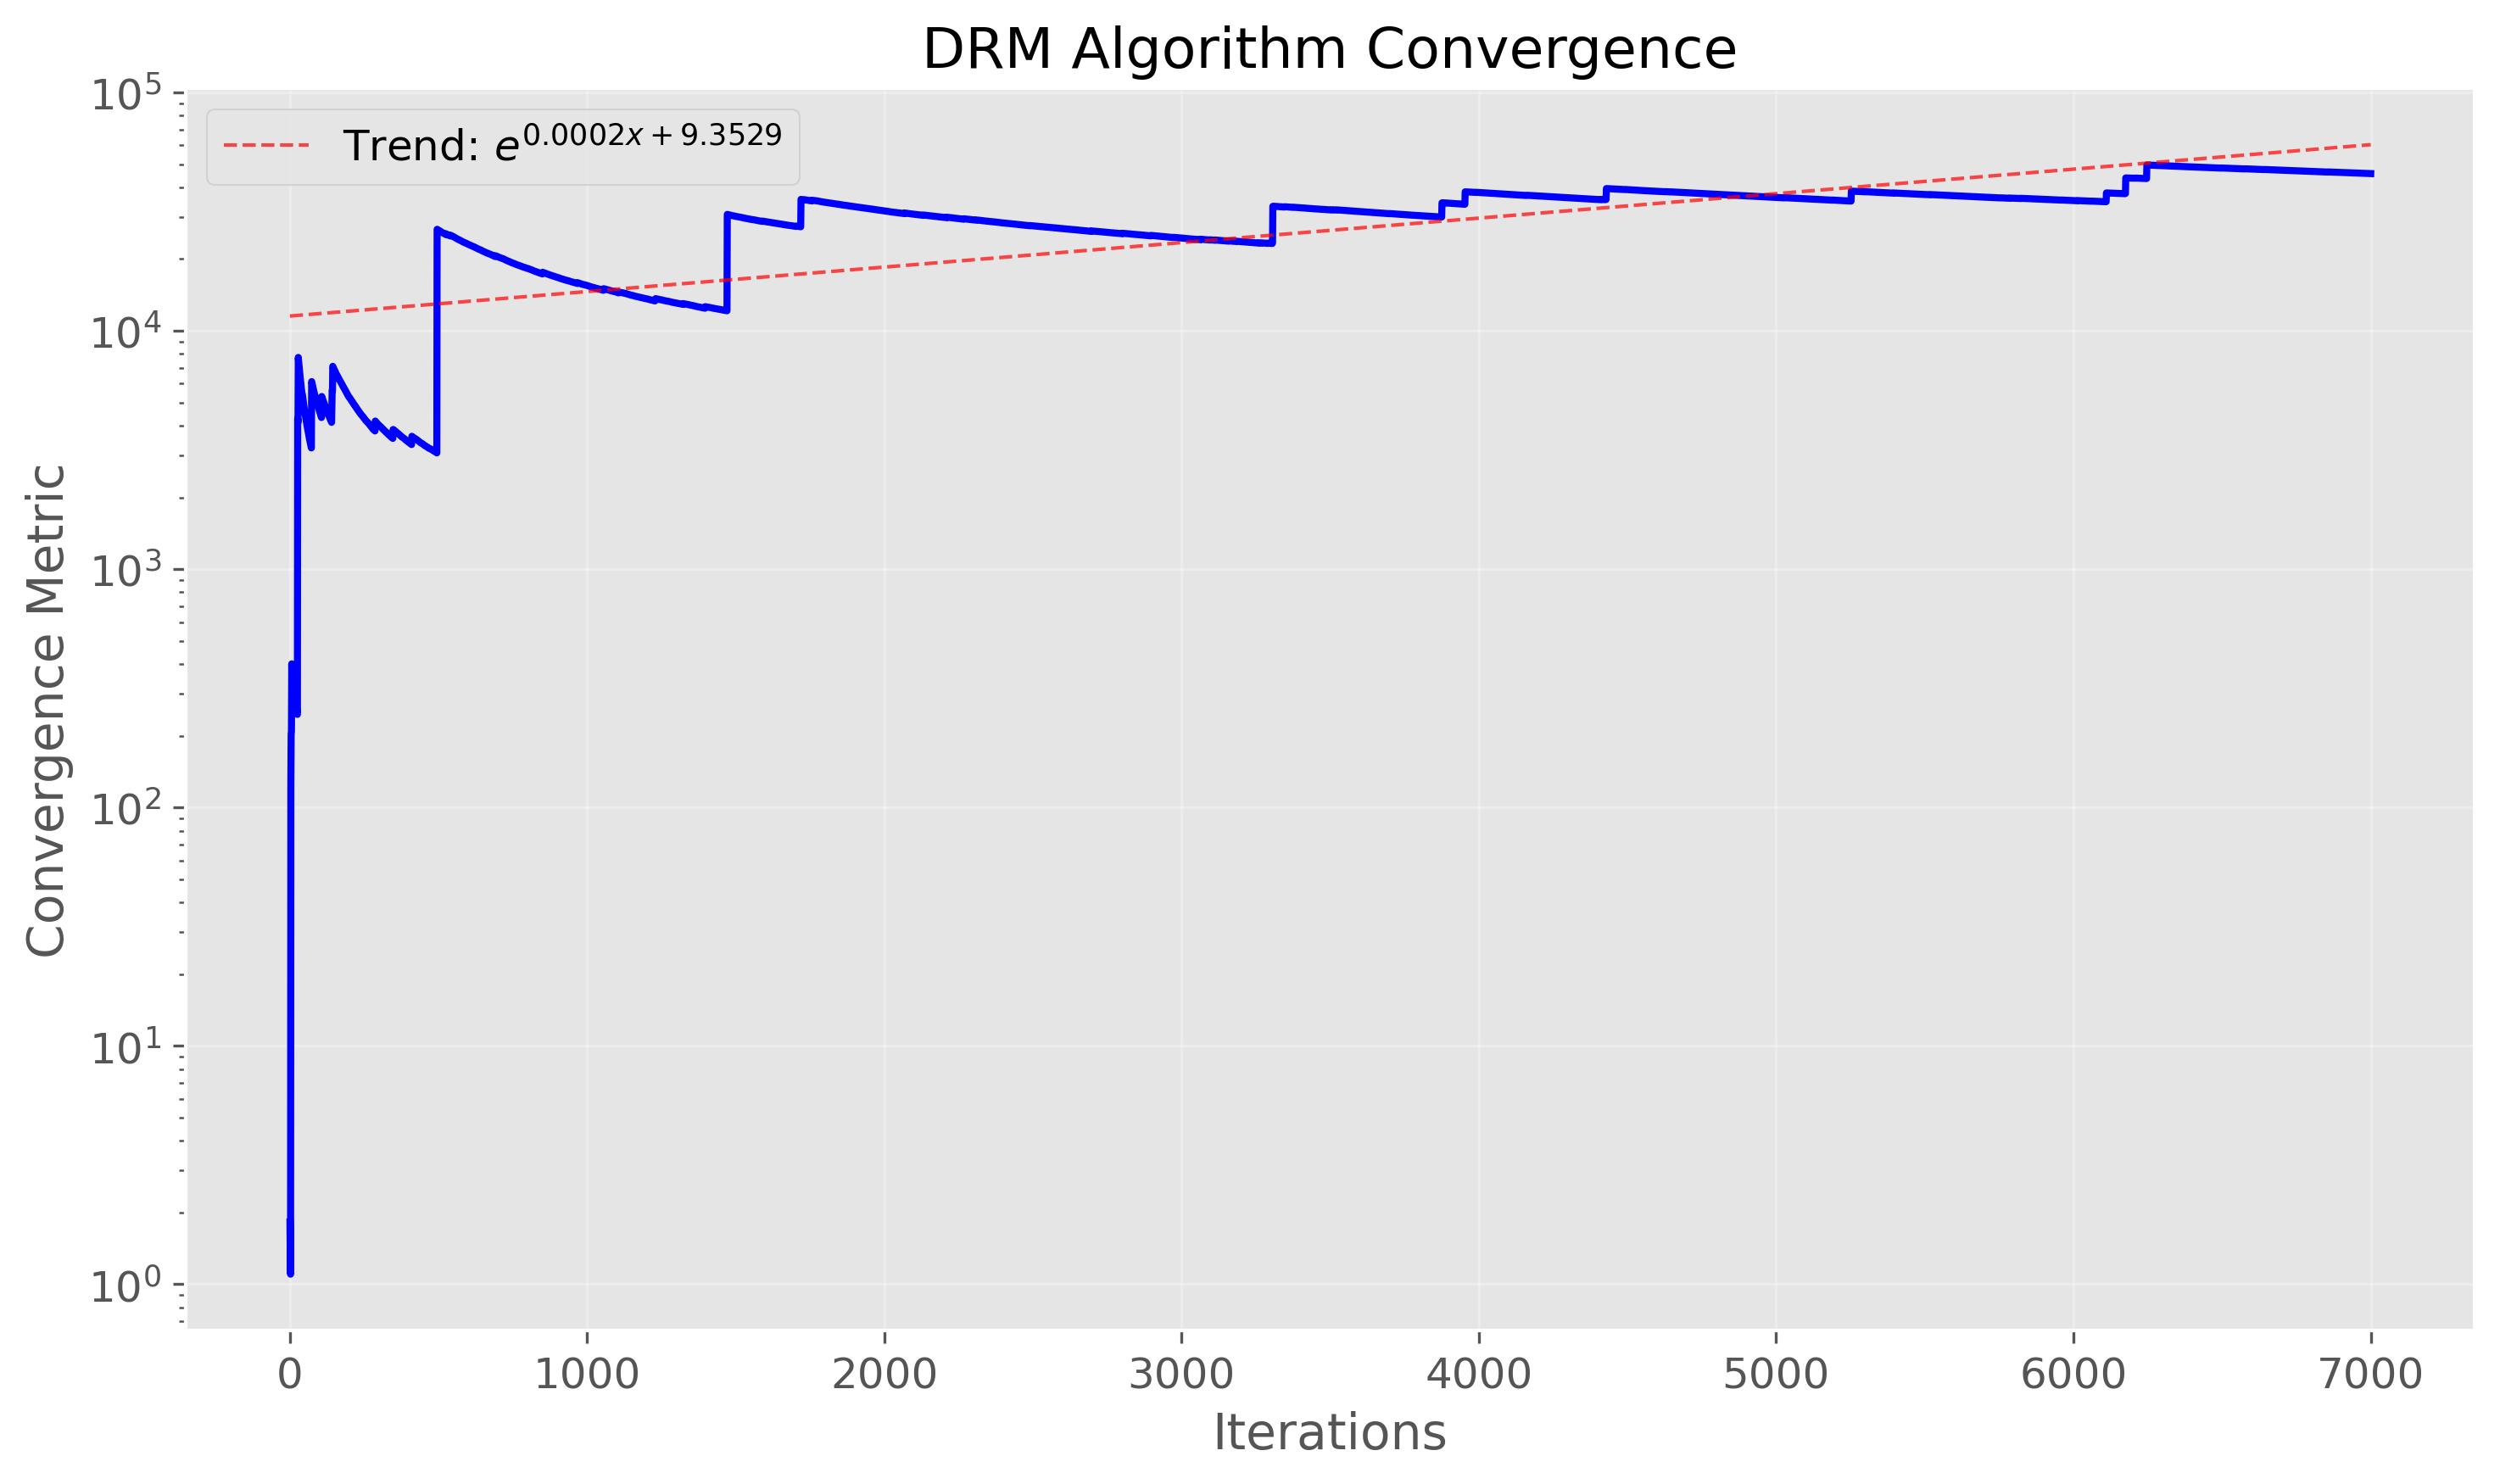 DRM Algorithm Convergence
Trend: e^{0.0002x + 9.3529}
Convergence Metric
10^5
10^4
10^3
10^2
10^1
10^0
0 1000 2000 3000 4000 5000 6000 7000
Iterations